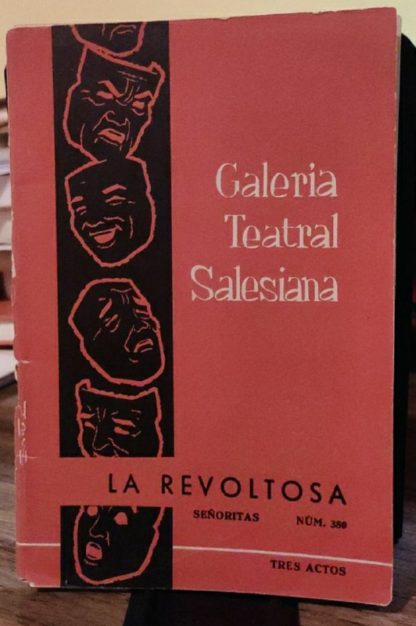 Galeria
Teatral
Salesiana
LA REVOLTOSA
SEÑORITAS NÚM. 380
TRES ACTOS